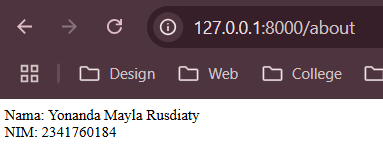 127.0.0.1:8000/about
Design Web College
Nama: Yonanda Mayla Rusdiaty
NIM: 2341760184